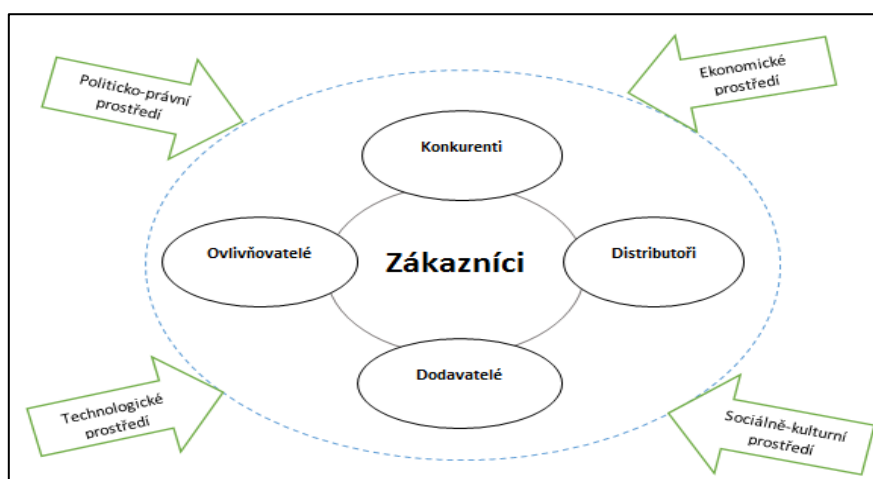 Politicko-právní
prostředí
Ekonomické
prostředí
Konkurenti
Ovlivňovatelé
Zákazníci
Distributoři
Dodavatelé
Technologické
prostředí
Sociálně-kulturní
prostředí